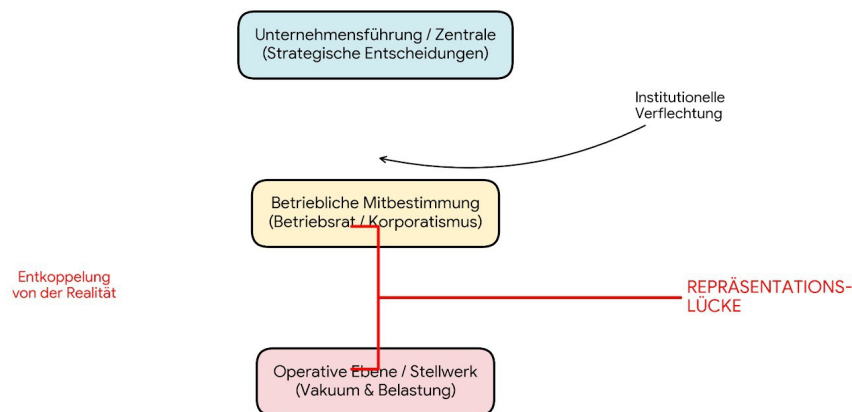 Unternehmensführung / Zentrale
(Strategische Entscheidungen)
Institutionelle
Verflechtung
Betriebliche Mitbestimmung
(Betriebsrat / Korporatismus)
Entkoppelung
von der Realität
REPRÄSENTATIONS-
LÜCKE
Operative Ebene / Stellwerk
(Vakuum & Belastung)